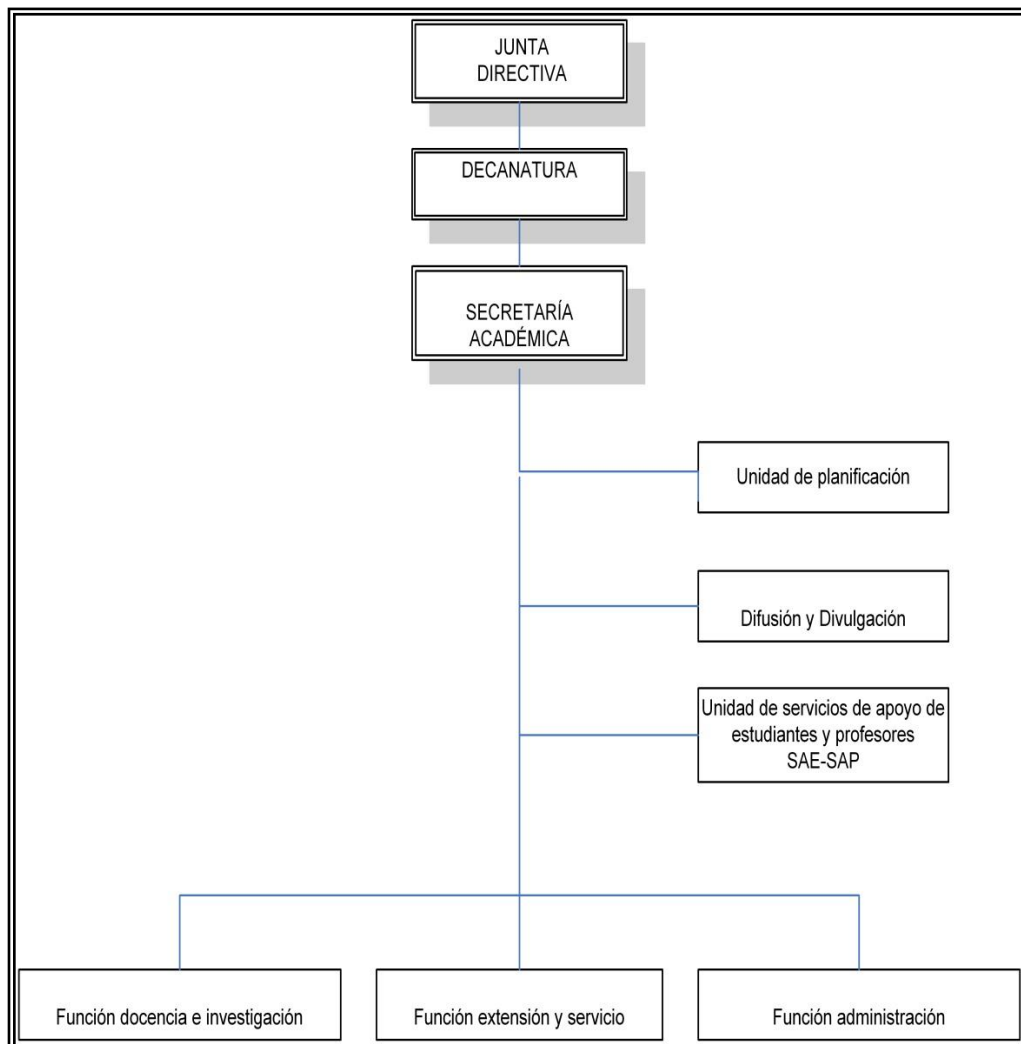 JUNTA
DIRECTIVA
DECANATURA
SECRETARÍA
ACADÉMICA
Unidad de planificación
Difusión y Divulgación
Unidad de servicios de apoyo de
estudiantes y profesores
SAE-SAP
Función docencia e investigación
Función extensión y servicio
Función administración